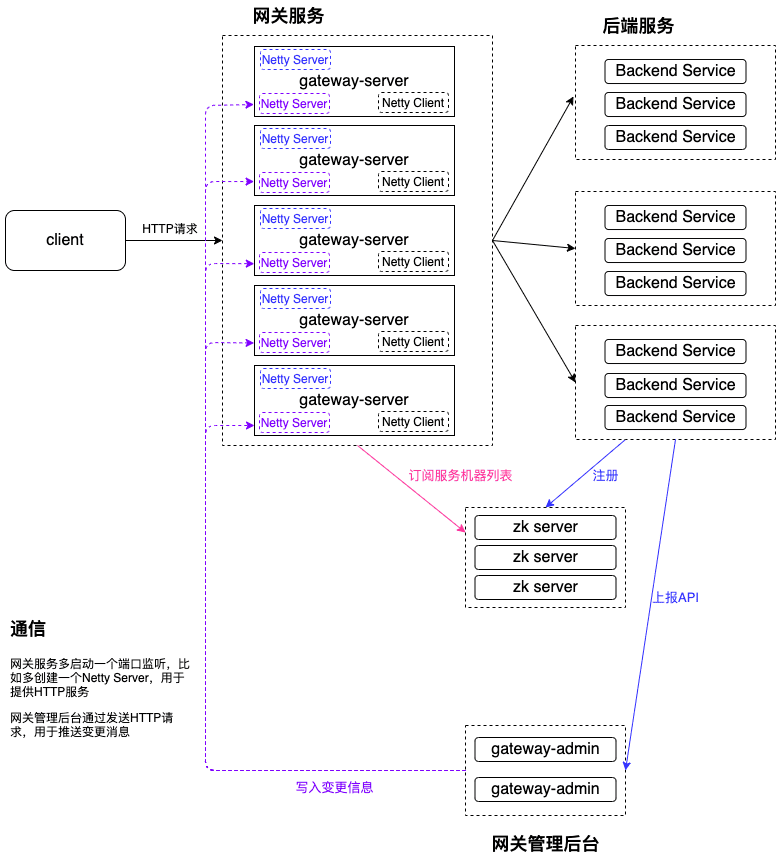 网关服务
后端服务
Netty Server
gateway-server
Netty Server
Netty Client
Netty Server
gateway-server
Netty Server
Netty Client
Netty Server
gateway-server
Netty Server
Netty Client
Netty Server
gateway-server
Netty Server
Netty Client
Netty Server
gateway-server
Netty Server
Netty Client
Backend Service
Backend Service
Backend Service
Backend Service
Backend Service
Backend Service
Backend Service
Backend Service
Backend Service
client
HTTP请求
订阅服务机器列表
注册
zk server
zk server
zk server
上报API
通信
网关服务多启动一个端口监听，比
如多创建一个Netty Server，用于
提供HTTP服务
网关管理后台通过发送HTTP请
求，用于推送变更消息
写入变更信息
gateway-admin
gateway-admin
网关管理后台